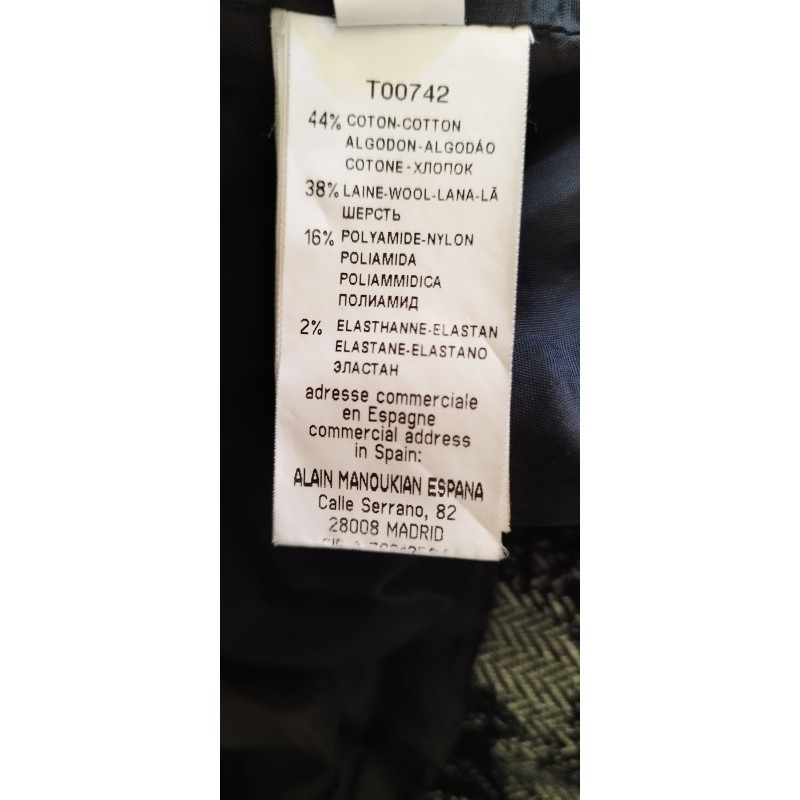 T00742
44% COTON-COTTON
ALGODON-ALGODÁO
COTONE-ХЛОПОК
38% LAINE-WOOL-LANA-LÃ
ШЕРСТЬ
16% POLYAMIDE-NYLON
POLIAMIDA
POLIAMMIDICA
ПОЛИАМИД
2% ELASTHANNE-ELASTAN
ELASTANE-ELASTANO
ЭЛАСТАН
adresse commerciale
en Espagne
commercial address
in Spain:
ALAIN MANOUKIAN ESPANA
Calle Serrano, 82
28008 MADRID